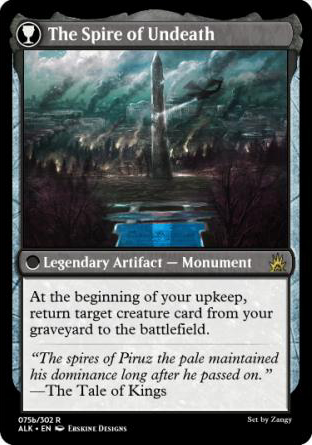 The Spire of Undeath
Legendary Artifact — Monument
At the beginning of your upkeep,
return target creature card from your
graveyard to the battlefield.
“The spires of Piruz the pale maintained
his dominance long after he passed on.”
—The Tale of Kings
075b/302 R
ALK • EN Erskine Designs
Set by Zangy